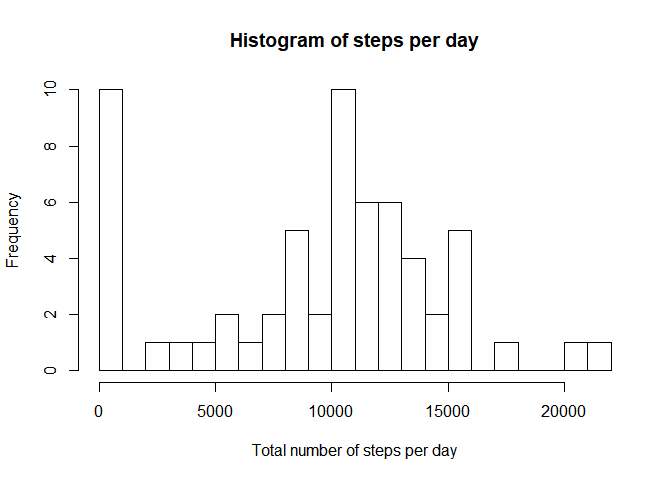 Histogram of steps per day
Frequency
10
8
6
4
2
0
0 5000 10000 15000 20000
Total number of steps per day